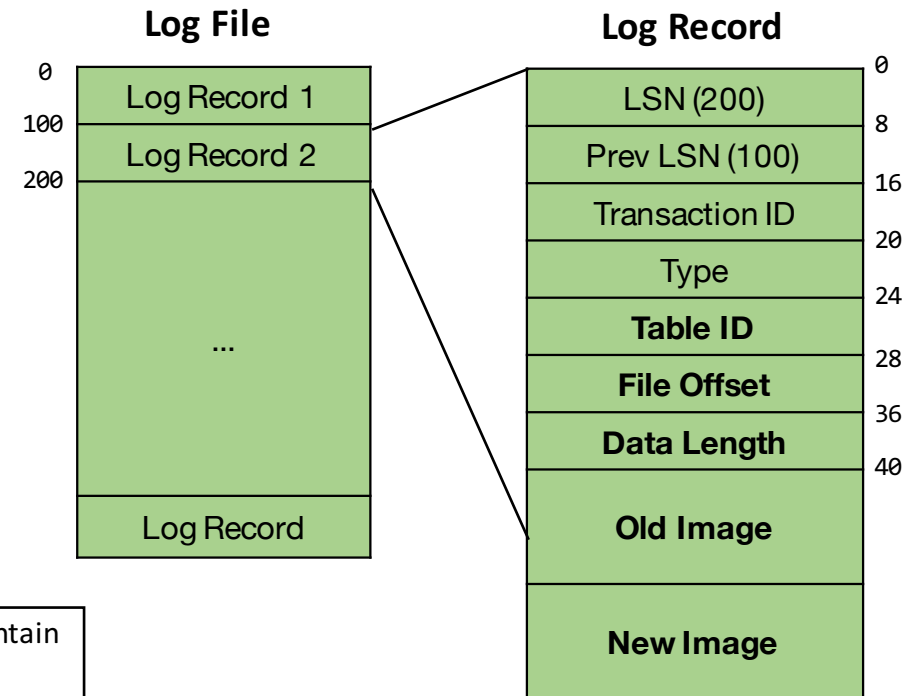 Log File
0
Log Record 1
100
Log Record 2
200
...
Log Record
Log Record
0
LSN (200)
8
Prev LSN (100)
16
Transaction ID
20
Type
24
Table ID
28
File Offset
36
Data Length
40
Old Image
New Image